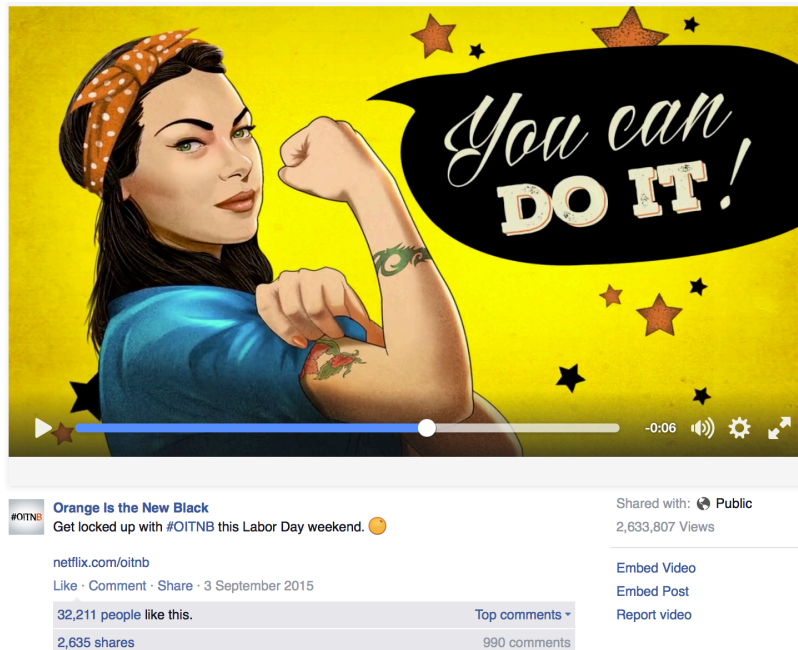 You can
DO IT!
-0:06
#OITNB
Orange Is the New Black
Get locked up with #OITNB this Labor Day weekend.
netflix.com/oitnb
Like · Comment · Share · 3 September 2015
32,211 people like this.
Top comments
2,635 shares
990 comments
Shared with: Public
2,633,807 Views
Embed Video
Embed Post
Report video